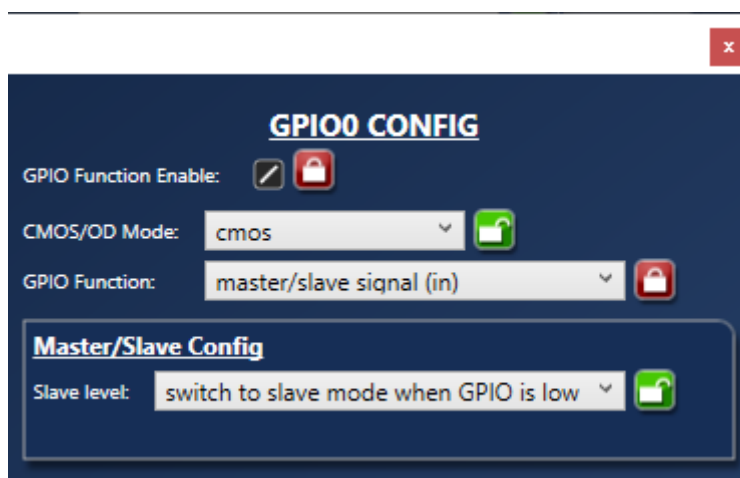 x
GPIO0 CONFIG
GPIO Function Enable:
CMOS/OD Mode: cmos
GPIO Function: master/slave signal (in)
Master/Slave Config
Slave level: switch to slave mode when GPIO is low